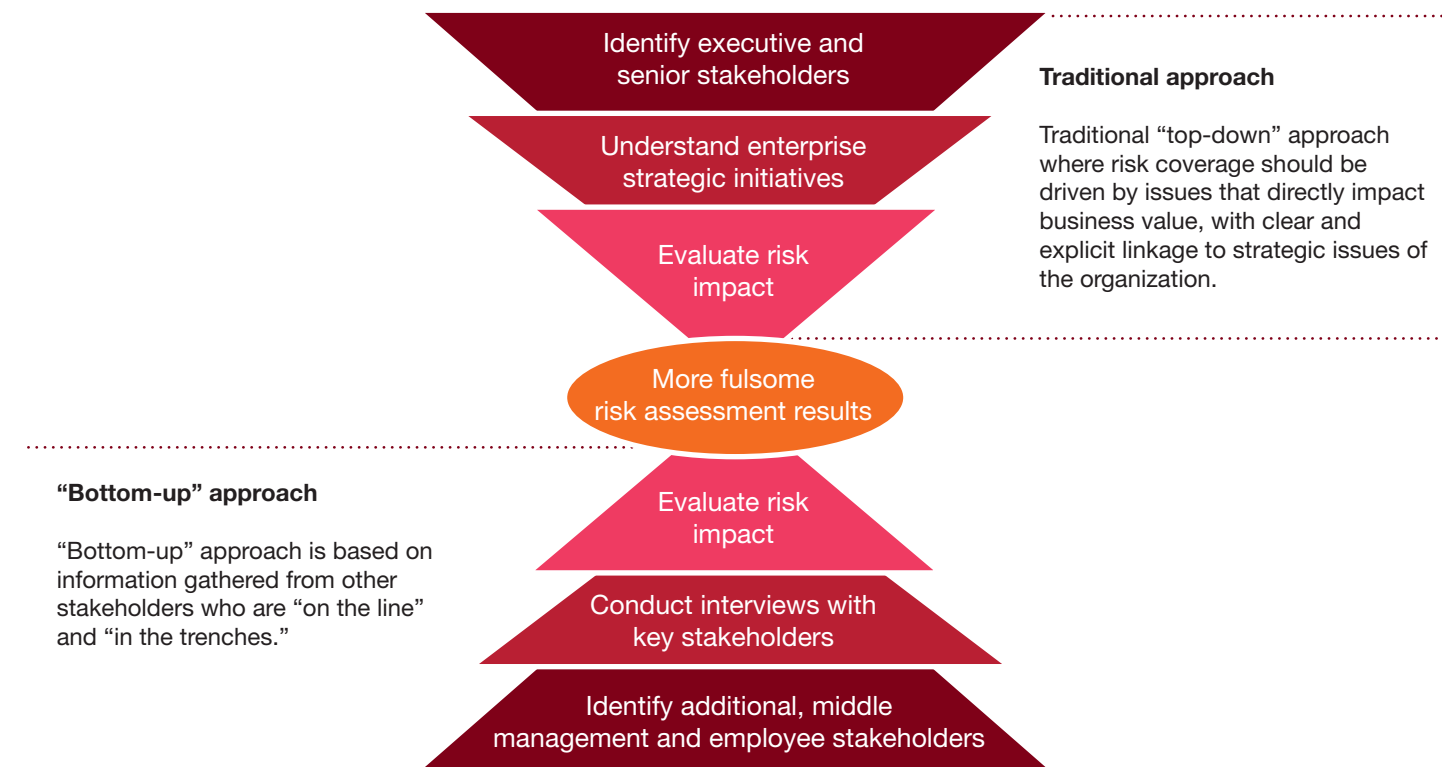 Identify executive and
senior stakeholders
Understand enterprise
strategic initiatives
Evaluate risk
impact
Traditional approach
Traditional “top-down” approach
where risk coverage should be
driven by issues that directly impact
business value, with clear and
explicit linkage to strategic issues of
the organization.
More fulsome
risk assessment results
“Bottom-up” approach
“Bottom-up” approach is based on
information gathered from other
stakeholders who are “on the line”
and “in the trenches.”
Evaluate risk
impact
Conduct interviews with
key stakeholders
Identify additional, middle
management and employee stakeholders